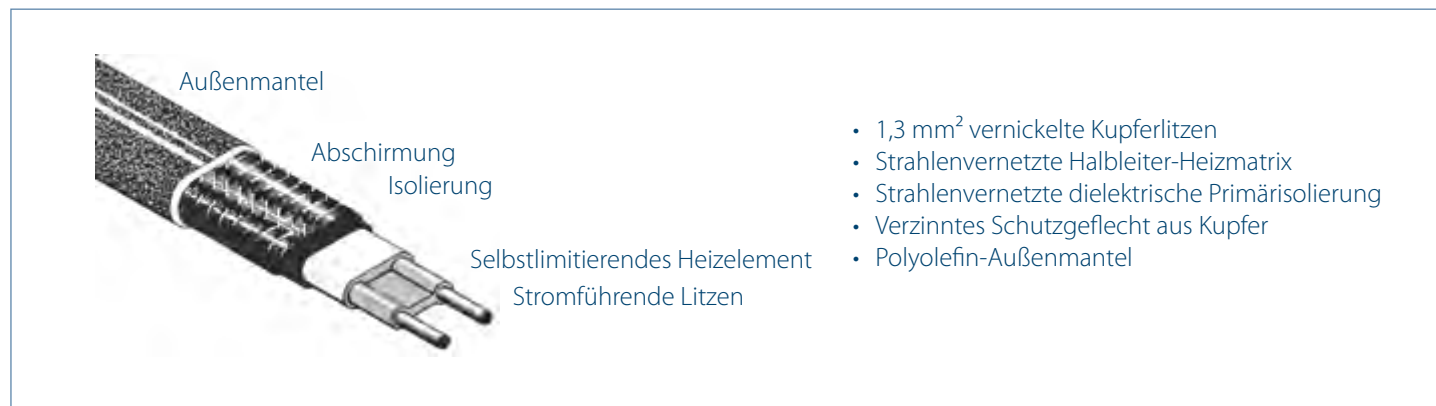 Außenmantel
Abschirmung
Isolierung
Selbstlimitierendes Heizelement
Stromführende Litzen
• 1,3 mm² vernickelte Kupferlitzen
• Strahlenvernetzte Halbleiter-Heizmatrix
• Strahlenvernetzte dielektrische Primärisolierung
• Verzinntes Schutzgeflecht aus Kupfer
• Polyolefin-Außenmantel